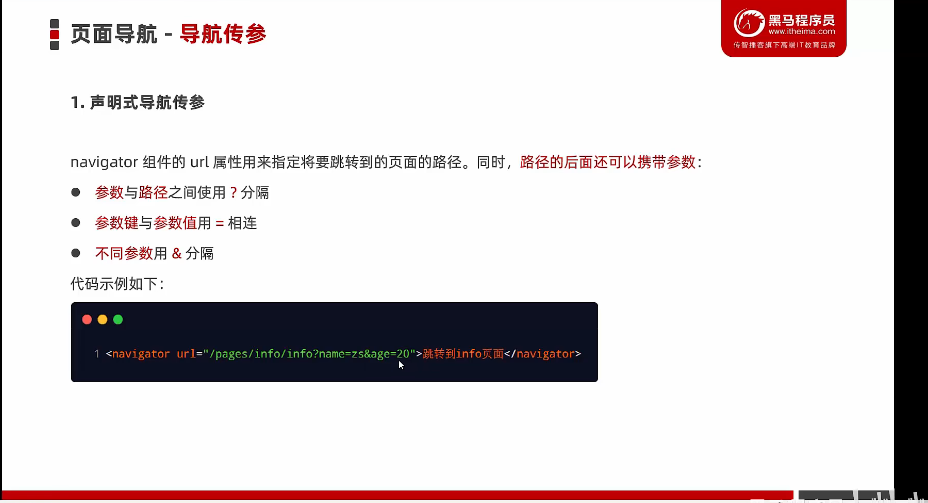 页面导航 - 导航传参
黑马程序员
www.itheima.com
传智播客旗下高端IT教育品牌
1. 声明式导航传参
navigator 组件的 url 属性用来指定将要跳转到的页面的路径。同时，路径的后面还可以携带参数：
● 参数与路径之间使用 ? 分隔
● 参数键与参数值用 = 相连
● 不同参数用 & 分隔
代码示例如下：
1 <navigator url="/pages/info/info?name=zs&age=20">跳转到info页面</navigator>